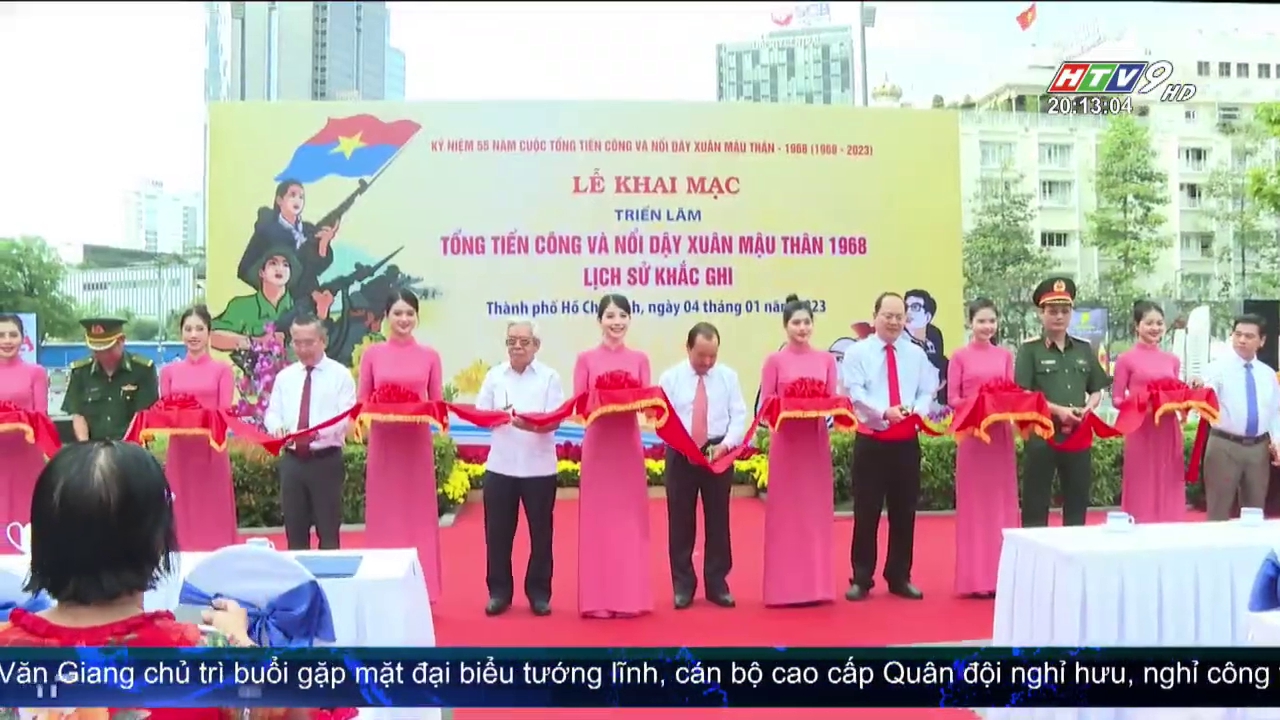 HTV9 HD
20:13:04
KỶ NIỆM 55 NĂM CUỘC TỔNG TIẾN CÔNG VÀ NỔI DẬY XUÂN MẬU THÂN - 1968 (1968 - 2023)
LỄ KHAI MẠC
TRIỂN LÃM
TỔNG TIẾN CÔNG VÀ NỔI DẬY XUÂN MẬU THÂN 1968
LỊCH SỬ KHẮC GHI
Thành phố Hồ Ch inh, ngày 04 tháng 01 nă 2023
Văn Giang chủ trì buổi gặp mặt đại biểu tướng lĩnh, cán bộ cao cấp Quân đội nghỉ hưu, nghỉ công